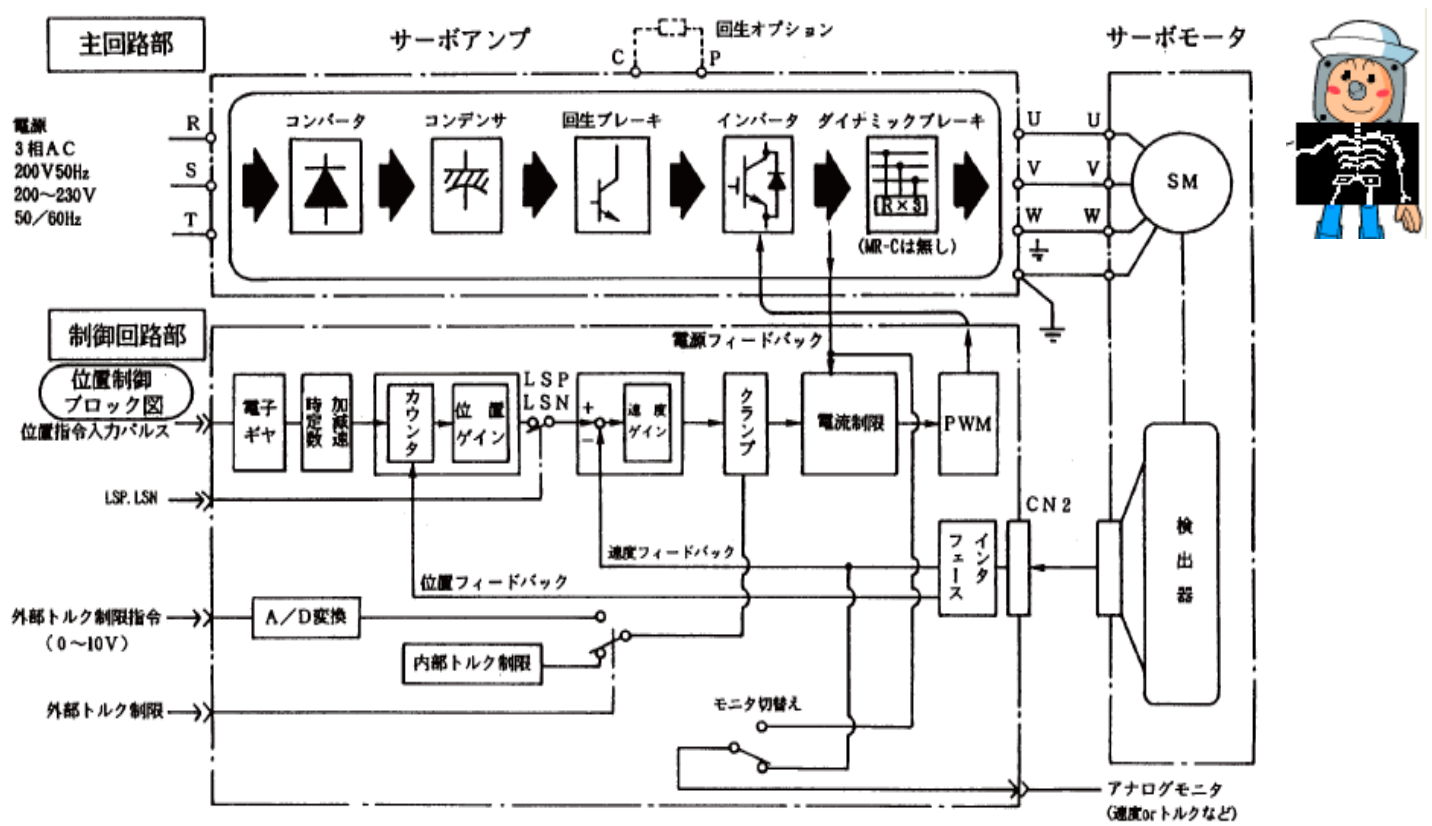 主回路部
サーボアンプ
回生オプション
C
P
サーボモータ
電源
3相AC
200V50Hz
200～230V
50／60Hz
R
S
T
コンバータ
コンデンサ
回生ブレーキ
インバータ
ダイナミックブレーキ
R×3
(MR-Cは無し)
U
V
W
U
V
W
SM
制御回路部
位置制御
ブロック図
位置指令入力パルス
電子
ギヤ
加減速
時定数
カウンタ
位置
ゲイン
LSP
LSN
+
−
速度
ゲイン
クランプ
電源フィードバック
電流制限
PWM
LSP.LSN
CN2
インタ
フェース
検出器
速度フィードバック
位置フィードバック
外部トルク制限指令
(0～10V)
A／D変換
内部トルク制限
外部トルク制限
モニタ切替え
アナログモニタ
(速度orトルクなど)